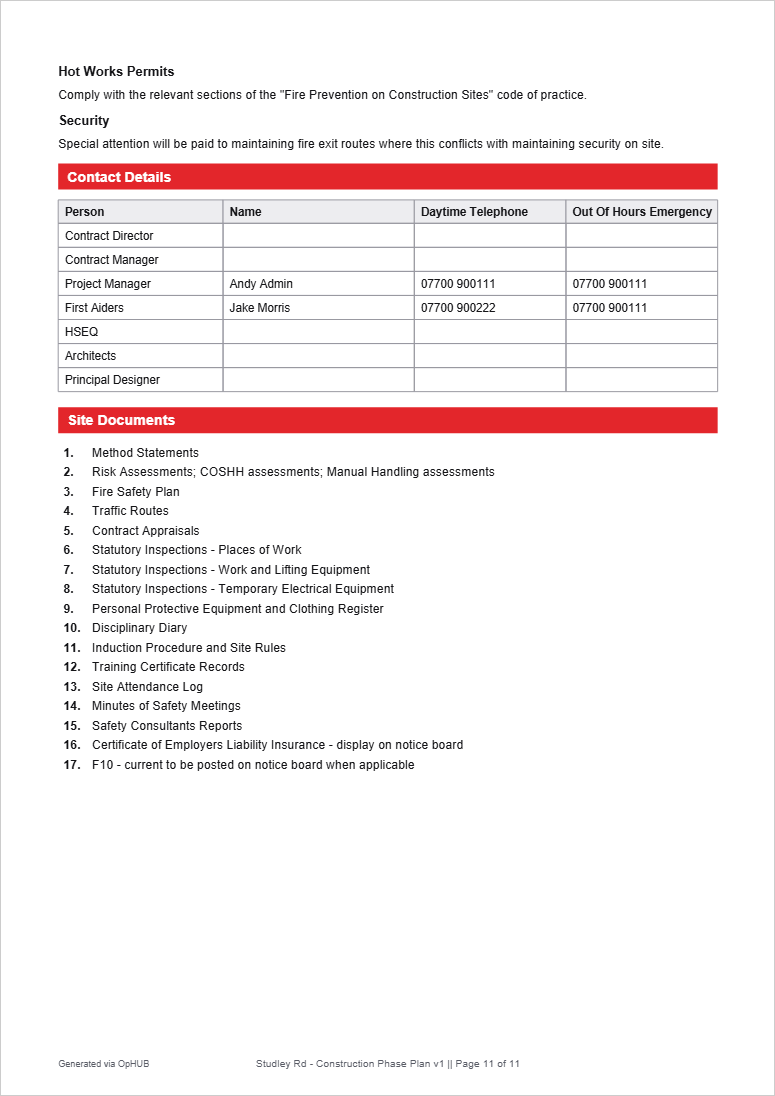 Hot Works Permits
Comply with the relevant sections of the "Fire Prevention on Construction Sites" code of practice.
Security
Special attention will be paid to maintaining fire exit routes where this conflicts with maintaining security on site.
Contact Details
Person Name Daytime Telephone Out Of Hours Emergency
Contract Director
Contract Manager
Project Manager Andy Admin 07700 900111 07700 900111
First Aiders Jake Morris 07700 900222 07700 900111
HSEQ
Architects
Principal Designer
Site Documents
1. Method Statements
2. Risk Assessments; COSHH assessments; Manual Handling assessments
3. Fire Safety Plan
4. Traffic Routes
5. Contract Appraisals
6. Statutory Inspections - Places of Work
7. Statutory Inspections - Work and Lifting Equipment
8. Statutory Inspections - Temporary Electrical Equipment
9. Personal Protective Equipment and Clothing Register
10. Disciplinary Diary
11. Induction Procedure and Site Rules
12. Training Certificate Records
13. Site Attendance Log
14. Minutes of Safety Meetings
15. Safety Consultants Reports
16. Certificate of Employers Liability Insurance - display on notice board
17. F10 - current to be posted on notice board when applicable
Generated via OpHUB Studley Rd - Construction Phase Plan v1 || Page 11 of 11